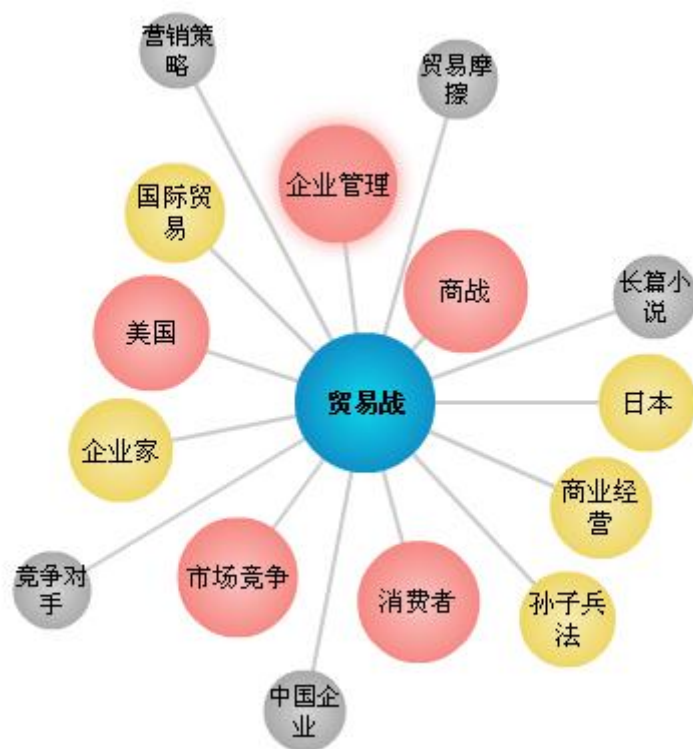 营销策
略
贸易摩
擦
企业管理
国际贸
易
商战
长篇小
说
美国
贸易战
日本
企业家
商业经
营
市场竞争
竞争对
手
消费者
孙子兵
法
中国企
业